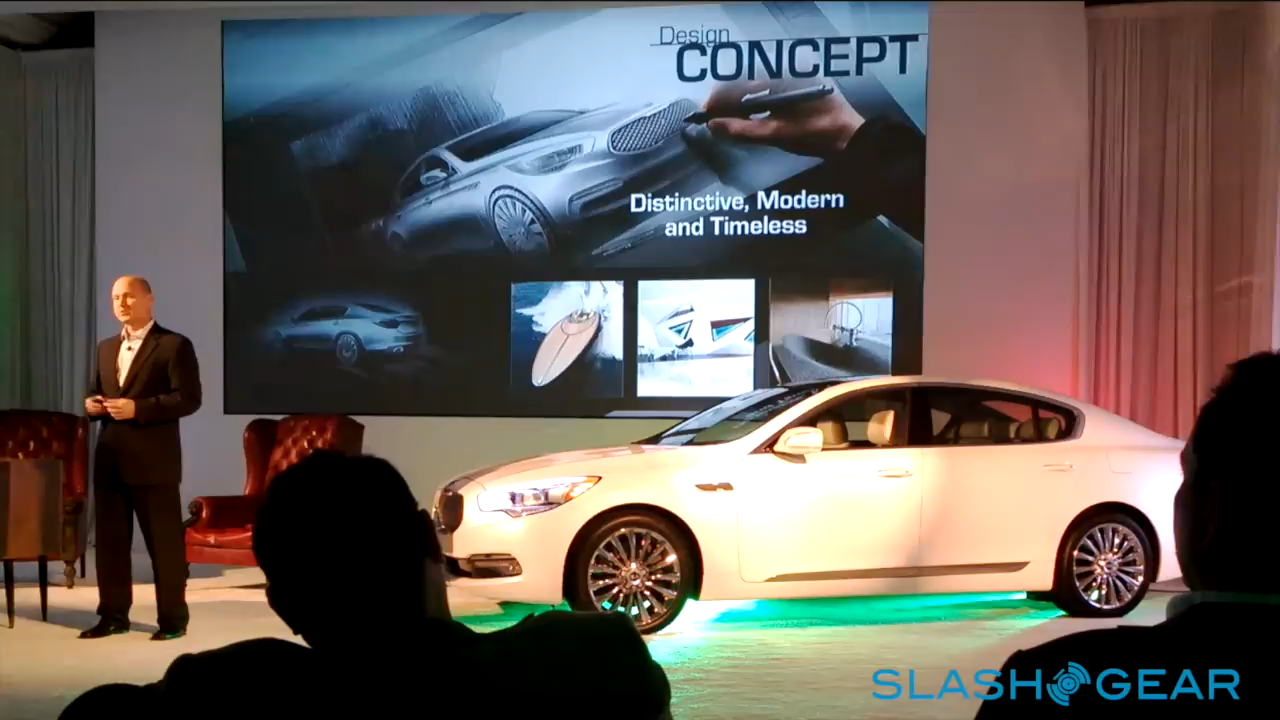 Design
CONCEPT
Distinctive, Modern
and Timeless
SLASHGEAR